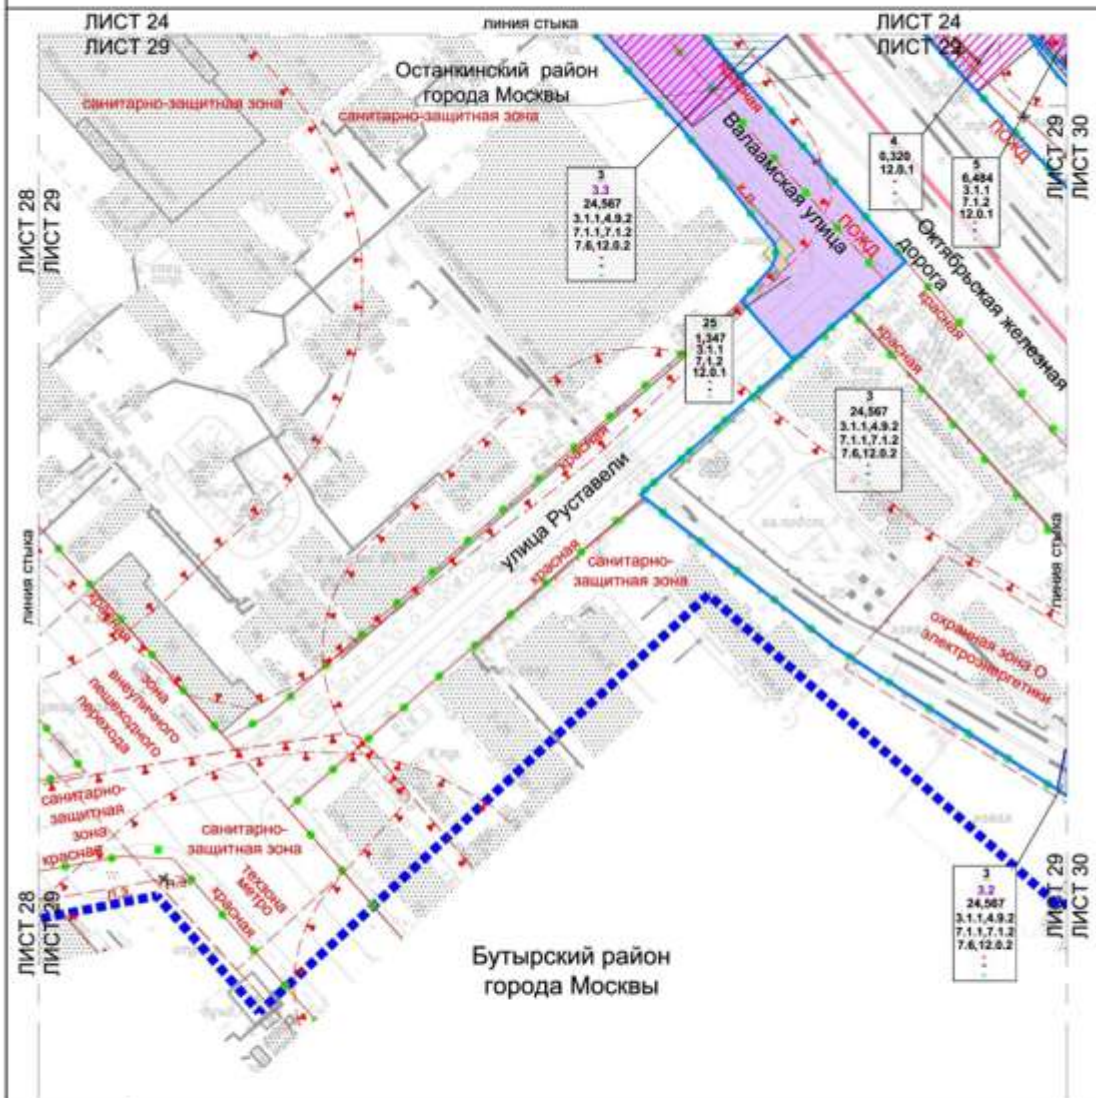 ЛИСТ 24
ЛИСТ 29
линия стыка
ЛИСТ 24
ЛИСТ 29
Останкинский район
города Москвы
санитарно-защитная зона
санитарно-защитная зона
красная
Валаамская улица
ПОЖД
ПОЖД
ЛИСТ 29
ЛИСТ 30
ЛИСТ 28
ЛИСТ 29
3
3.3
24,567
3.1.1,4.9.2
7.1.1,7.1.2
7.6,12.0.2
-
-
-
4
0,320
12.0.1
-
-
-
5
6,484
3.1.1
7.1.2
12.0.1
-
-
Октябрьская железная
дорога
красная
красная
25
1,347
3.1.1
7.1.2
12.0.1
-
-
3
24,567
3.1.1,4.9.2
7.1.1,7.1.2
7.6,12.0.2
-
-
-
красная
улица Руставели
красная
санитарно-
защитная зона
линия стыка
линия стыка
охранная зона О
электроэнергетики
красная
зона
внеуличного
пешеходного
перехода
санитарно-
защитная
зона
красная
санитарно-
защитная зона
техзона
метро
красная
ЛИСТ 28
ЛИСТ 29
3
3.2
24,567
3.1.1,4.9.2
7.1.1,7.1.2
7.6,12.0.2
-
-
-
ЛИСТ 29
ЛИСТ 30
Бутырский район
города Москвы